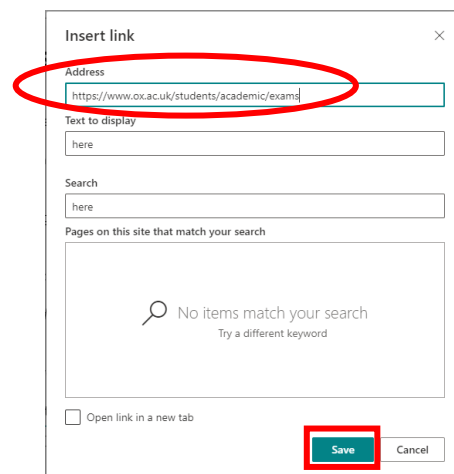 Insert link
Address
https://www.ox.ac.uk/students/academic/exams
Text to display
here
Search
here
Pages on this site that match your search
No items match your search
Try a different keyword
Open link in a new tab
Save Cancel